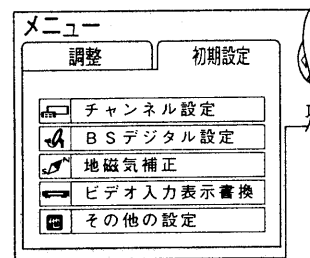 メニュー
調整 初期設定
チャンネル設定
BSデジタル設定
地磁気補正
ビデオ入力表示書換
他 その他の設定